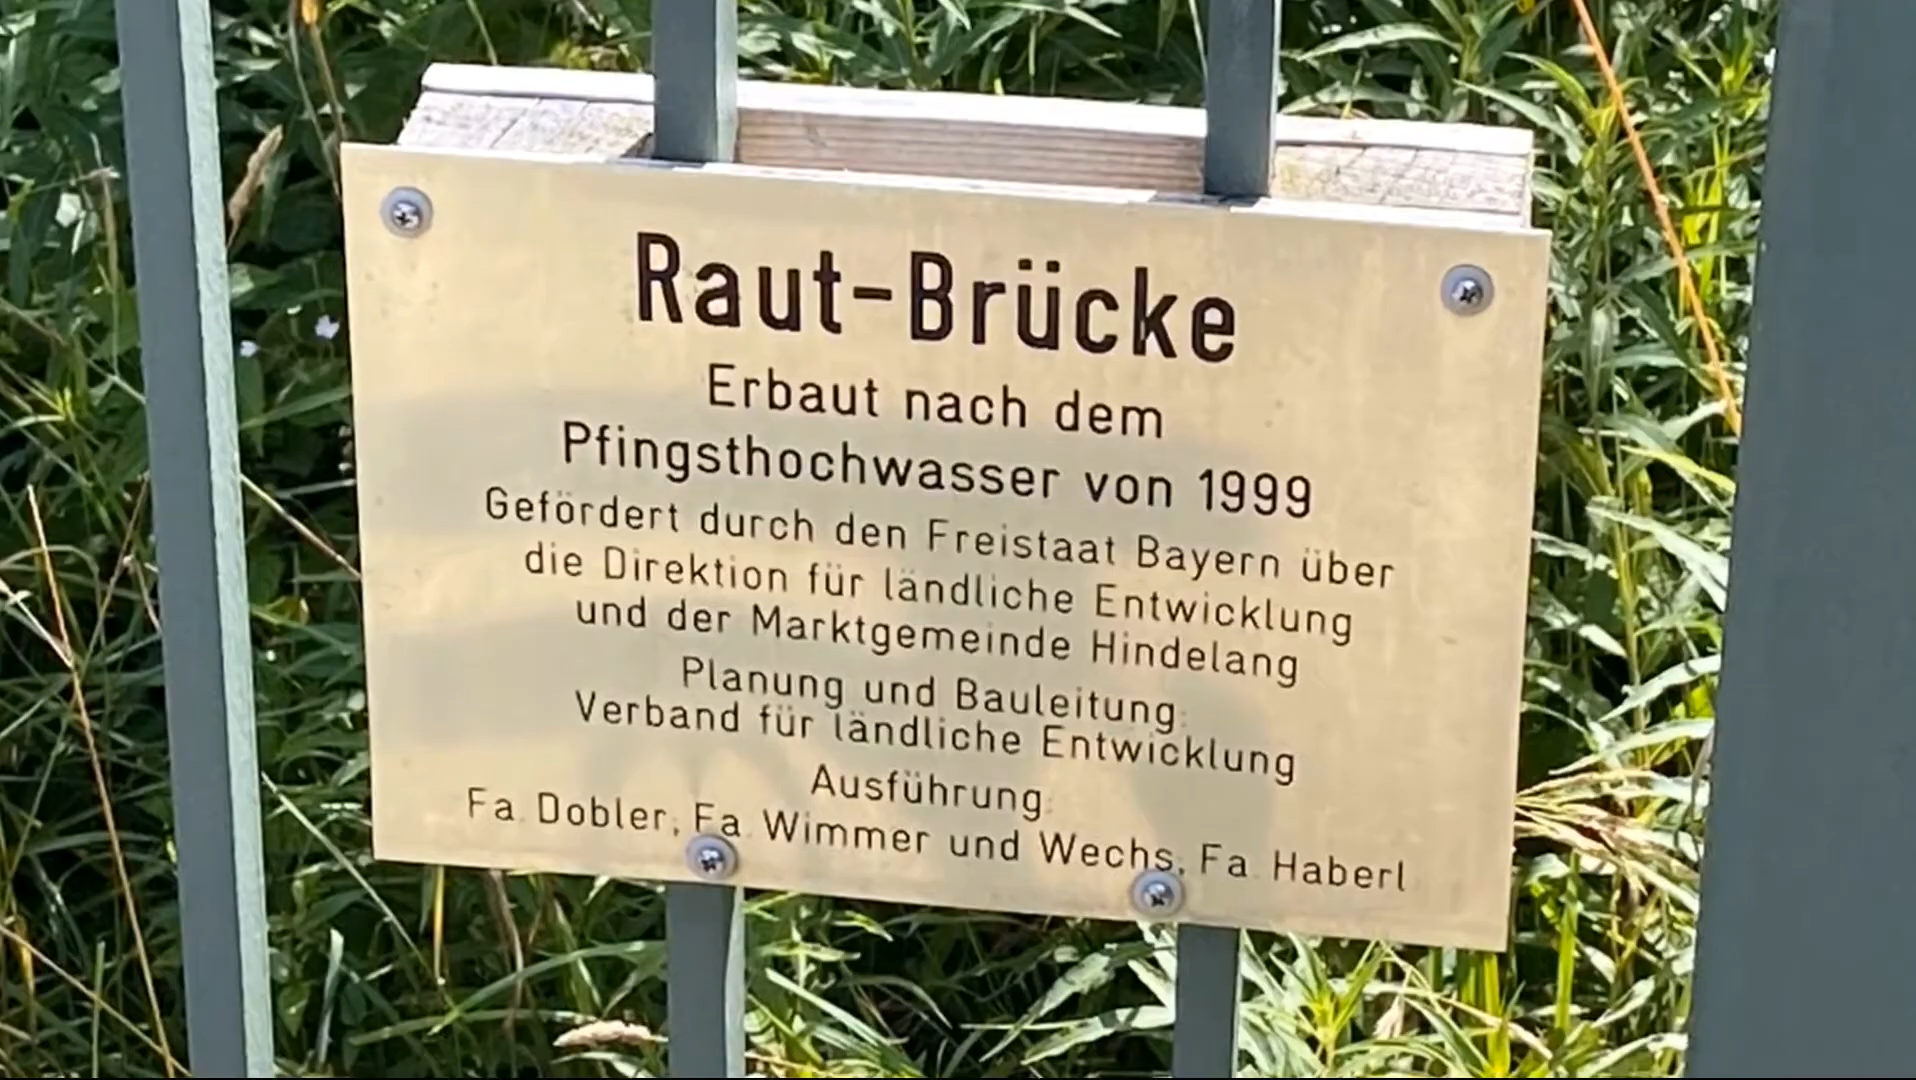 Raut-Brücke
Erbaut nach dem
Pfingsthochwasser von 1999
Gefördert durch den Freistaat Bayern über
die Direktion für ländliche Entwicklung
und der Marktgemeinde Hindelang
Planung und Bauleitung:
Verband für ländliche Entwicklung
Ausführung:
Fa. Dobler, Fa. Wimmer und Wechs, Fa. Haberl